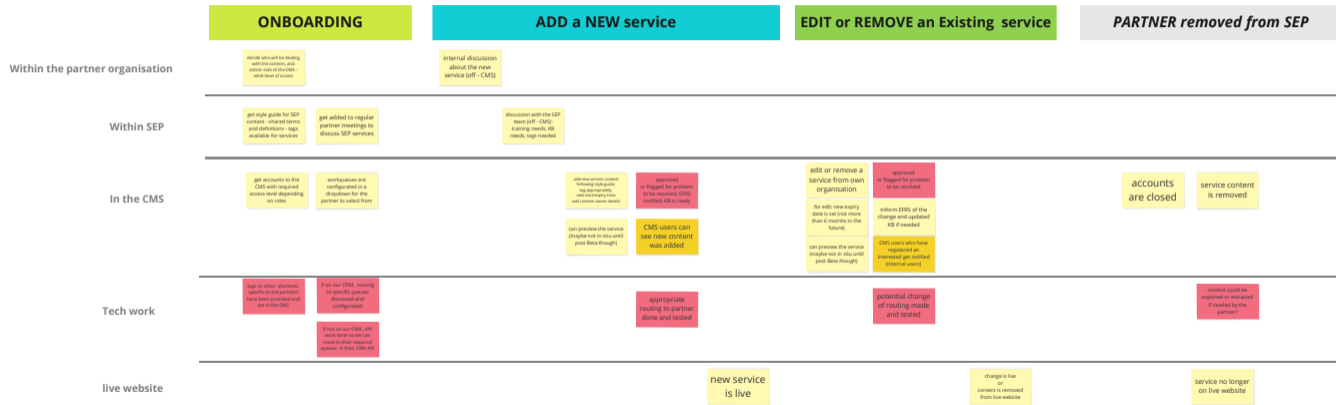 ONBOARDING
ADD a NEW service
EDIT or REMOVE an Existing service
PARTNER removed from SEP
Within the partner organisation
decide who will be dealing
with the content, and
admin side of the CMS -
what level of access
internal discussion
about the new
service (off - CMS)
Within SEP
get style guide for SEP
content - shared terms
and definitions - tags
available for services
get added to regular
partner meetings to
discuss SEP services
discussion with the SEP
team (off - CMS):
training needs, KB
needs, tags needed
In the CMS
get accounts to the
CMS with required
access level depending
on roles
workqueues are
configured in a
dropdown for the
partner to select from
add new service content
following style guide,
tag appropriately,
add start/expiry time
add content owner details
approved
or flagged for problem
to be resolved, EFRS
notified, KB is ready
can preview the service
(maybe not in situ until
post Beta though)
CMS users can
see new content
was added
edit or remove a
service from own
organisation
approved
or flagged for problem
to be resolved
for edit: new expiry
date is set (not more
than 6 motnhs in the
future)
inform EFRS of the
change and updated
KB if needed
can preview the service
(maybe not in situ until
post Beta though)
CMS users who have
registered an
interested get notified
(internal users)
accounts
are closed
service content
is removed
Tech work
logo or other elements
specific to the partners
have been provided and
set in the CMS
if on our CRM, routing
to specific queues
discussed and
configured
If not on our CRM, API
work done so we can
route to their required
queues in their CRM API
appropriate
routing to partner
done and tested
potential change
of routing made
and tested
content could be
exported or extracted
if needed by the
partner?
live website
new service
is live
change is live
or
content is removed
from live website
service no longer
on live website